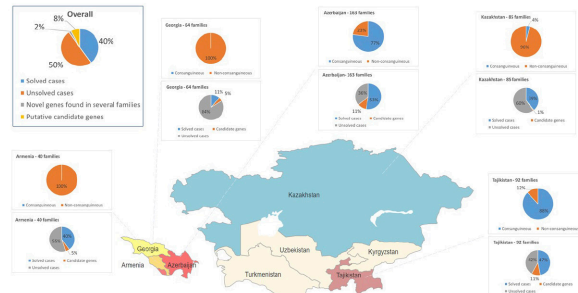 Overall
8%
2%
40%
50%
Solved cases
Unsolved cases
Novel genes found in several families
Putative candidate genes
Georgia - 64 families
100%
Consanguineous Non-consanguineous
Georgia - 64 families
11% 5%
84%
Solved cases Candidate genes
Unsolved cases
Azerbaijan- 163 families
23%
77%
Consanguineous Non-consanguineous
Azerbaijan- 163 families
11%
Solved cases Candidate genes
Unsolved cases
Kazakhstan- 85 families
4%
96%
Consanguineous Non-consanguineous
Kazakhstan- 85 families
1%
Solved cases Candidate genes
Unsolved cases
Armenia - 40 families
100%
Consanguineous Non-consanguineous
Armenia - 40 families
40%
5%
55%
Solved cases Candidate genes
Unsolved cases
Tajikistan- 92 families
12%
88%
Consanguineous Non-consanguineous
Tajikistan- 92 families
11%
Solved cases Candidate genes
Unsolved cases
Kazakhstan
Uzbekistan
Kyrgyzstan
Georgia
Armenia Azerbaijan
Turkmenistan
Tajikistan